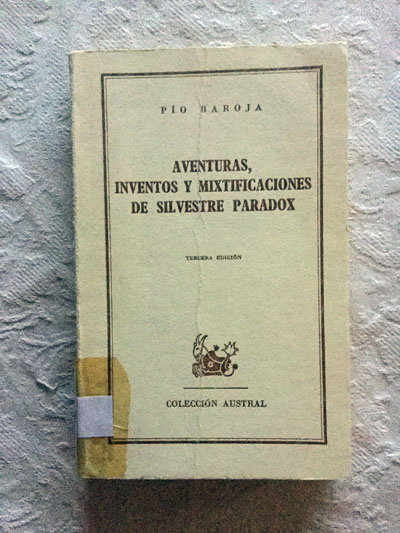 PÍO BAROJA
AVENTURAS,
INVENTOS Y MIXTIFICACIONES
DE SILVESTRE PARADOX
TERCERA EDICIÓN
COLECCIÓN AUSTRAL